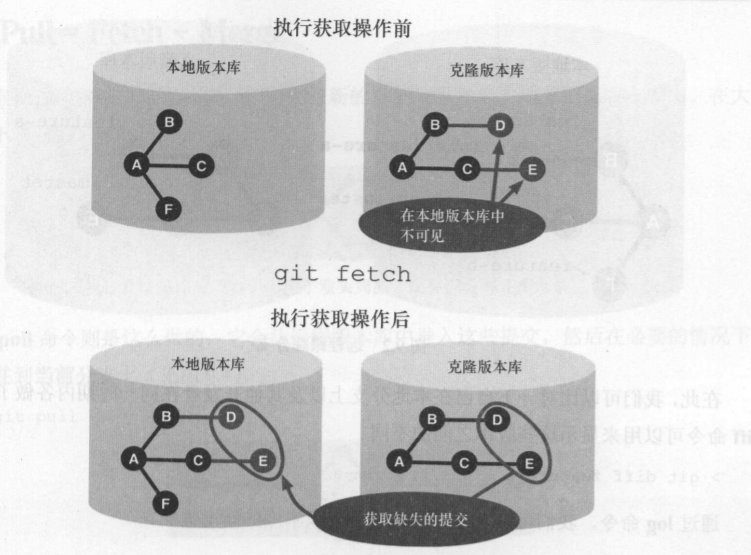 执行获取操作前
本地版本库
克隆版本库
B
A
C
F
B
D
A
C
E
在本地版本库中
不可见
git fetch
执行获取操作后
本地版本库
克隆版本库
B
D
A
C
E
F
B
D
A
C
E
获取缺失的提交